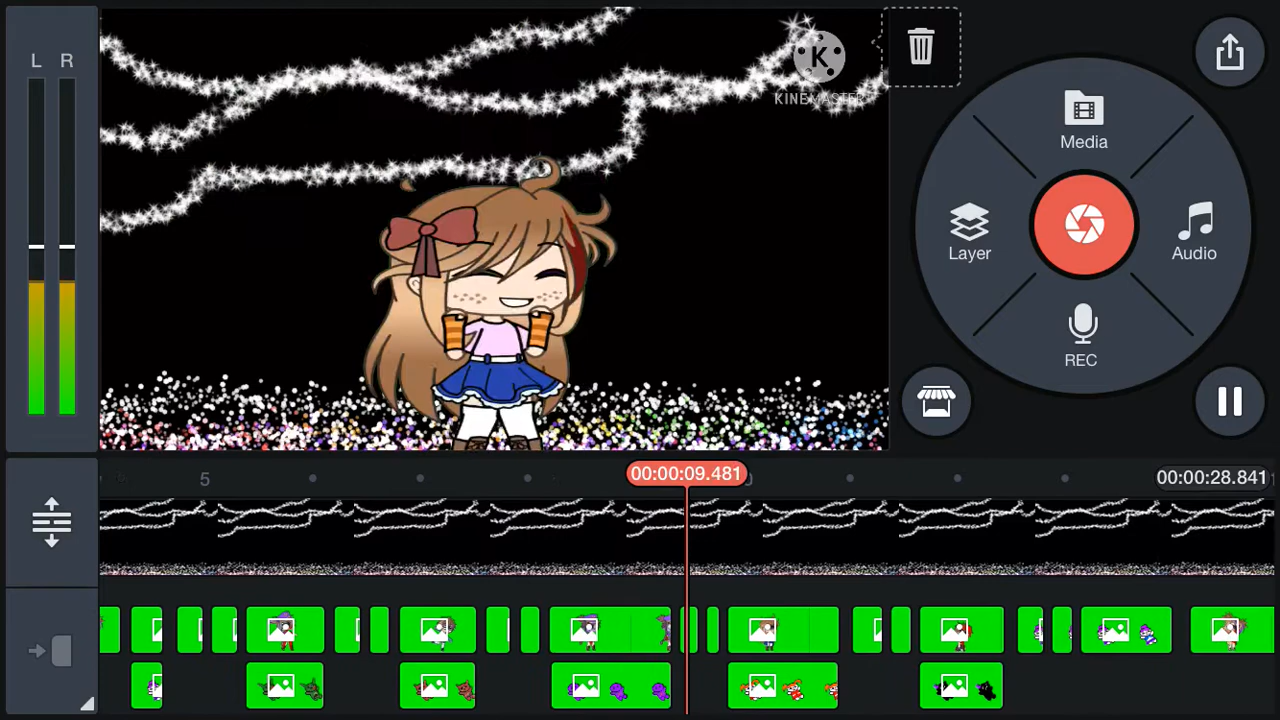 L R
K
KINEMASTER
Media
Layer
Audio
REC
5
00:00:09.481
00:00:28.841